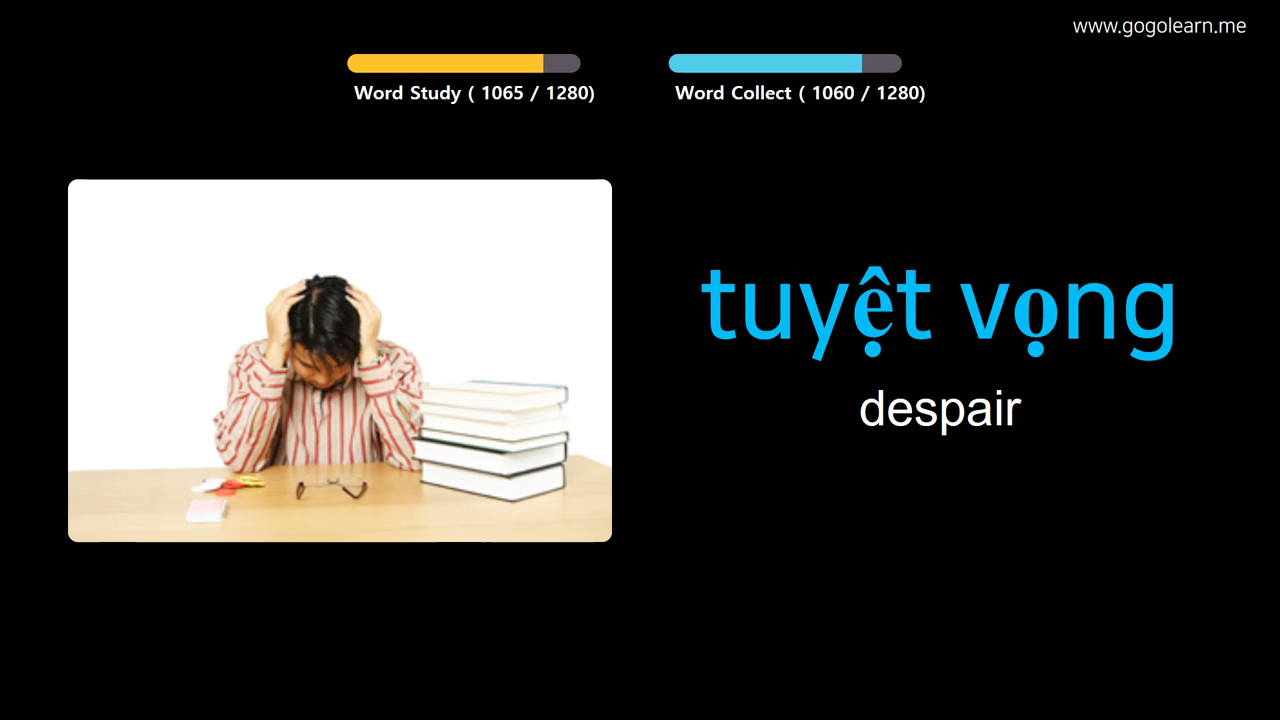 www.gogolearn.me
Word Study ( 1065 / 1280)
Word Collect ( 1060 / 1280)
tuyệt vọng
despair